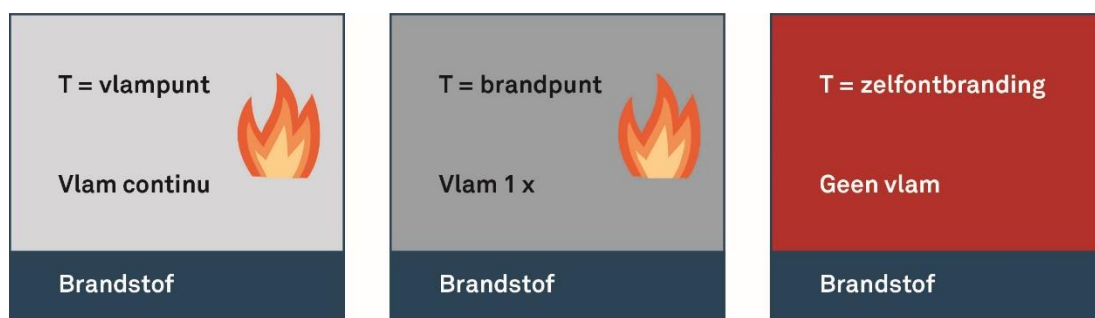 T = vlampunt
Vlam continu
Brandstof
T = brandpunt
Vlam 1 x
Brandstof
T = zelfontbranding
Geen vlam
Brandstof